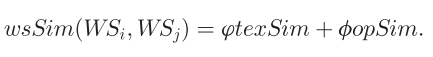 wsSim(WS_i, WS_j) = φtexSim + ϕopSim.